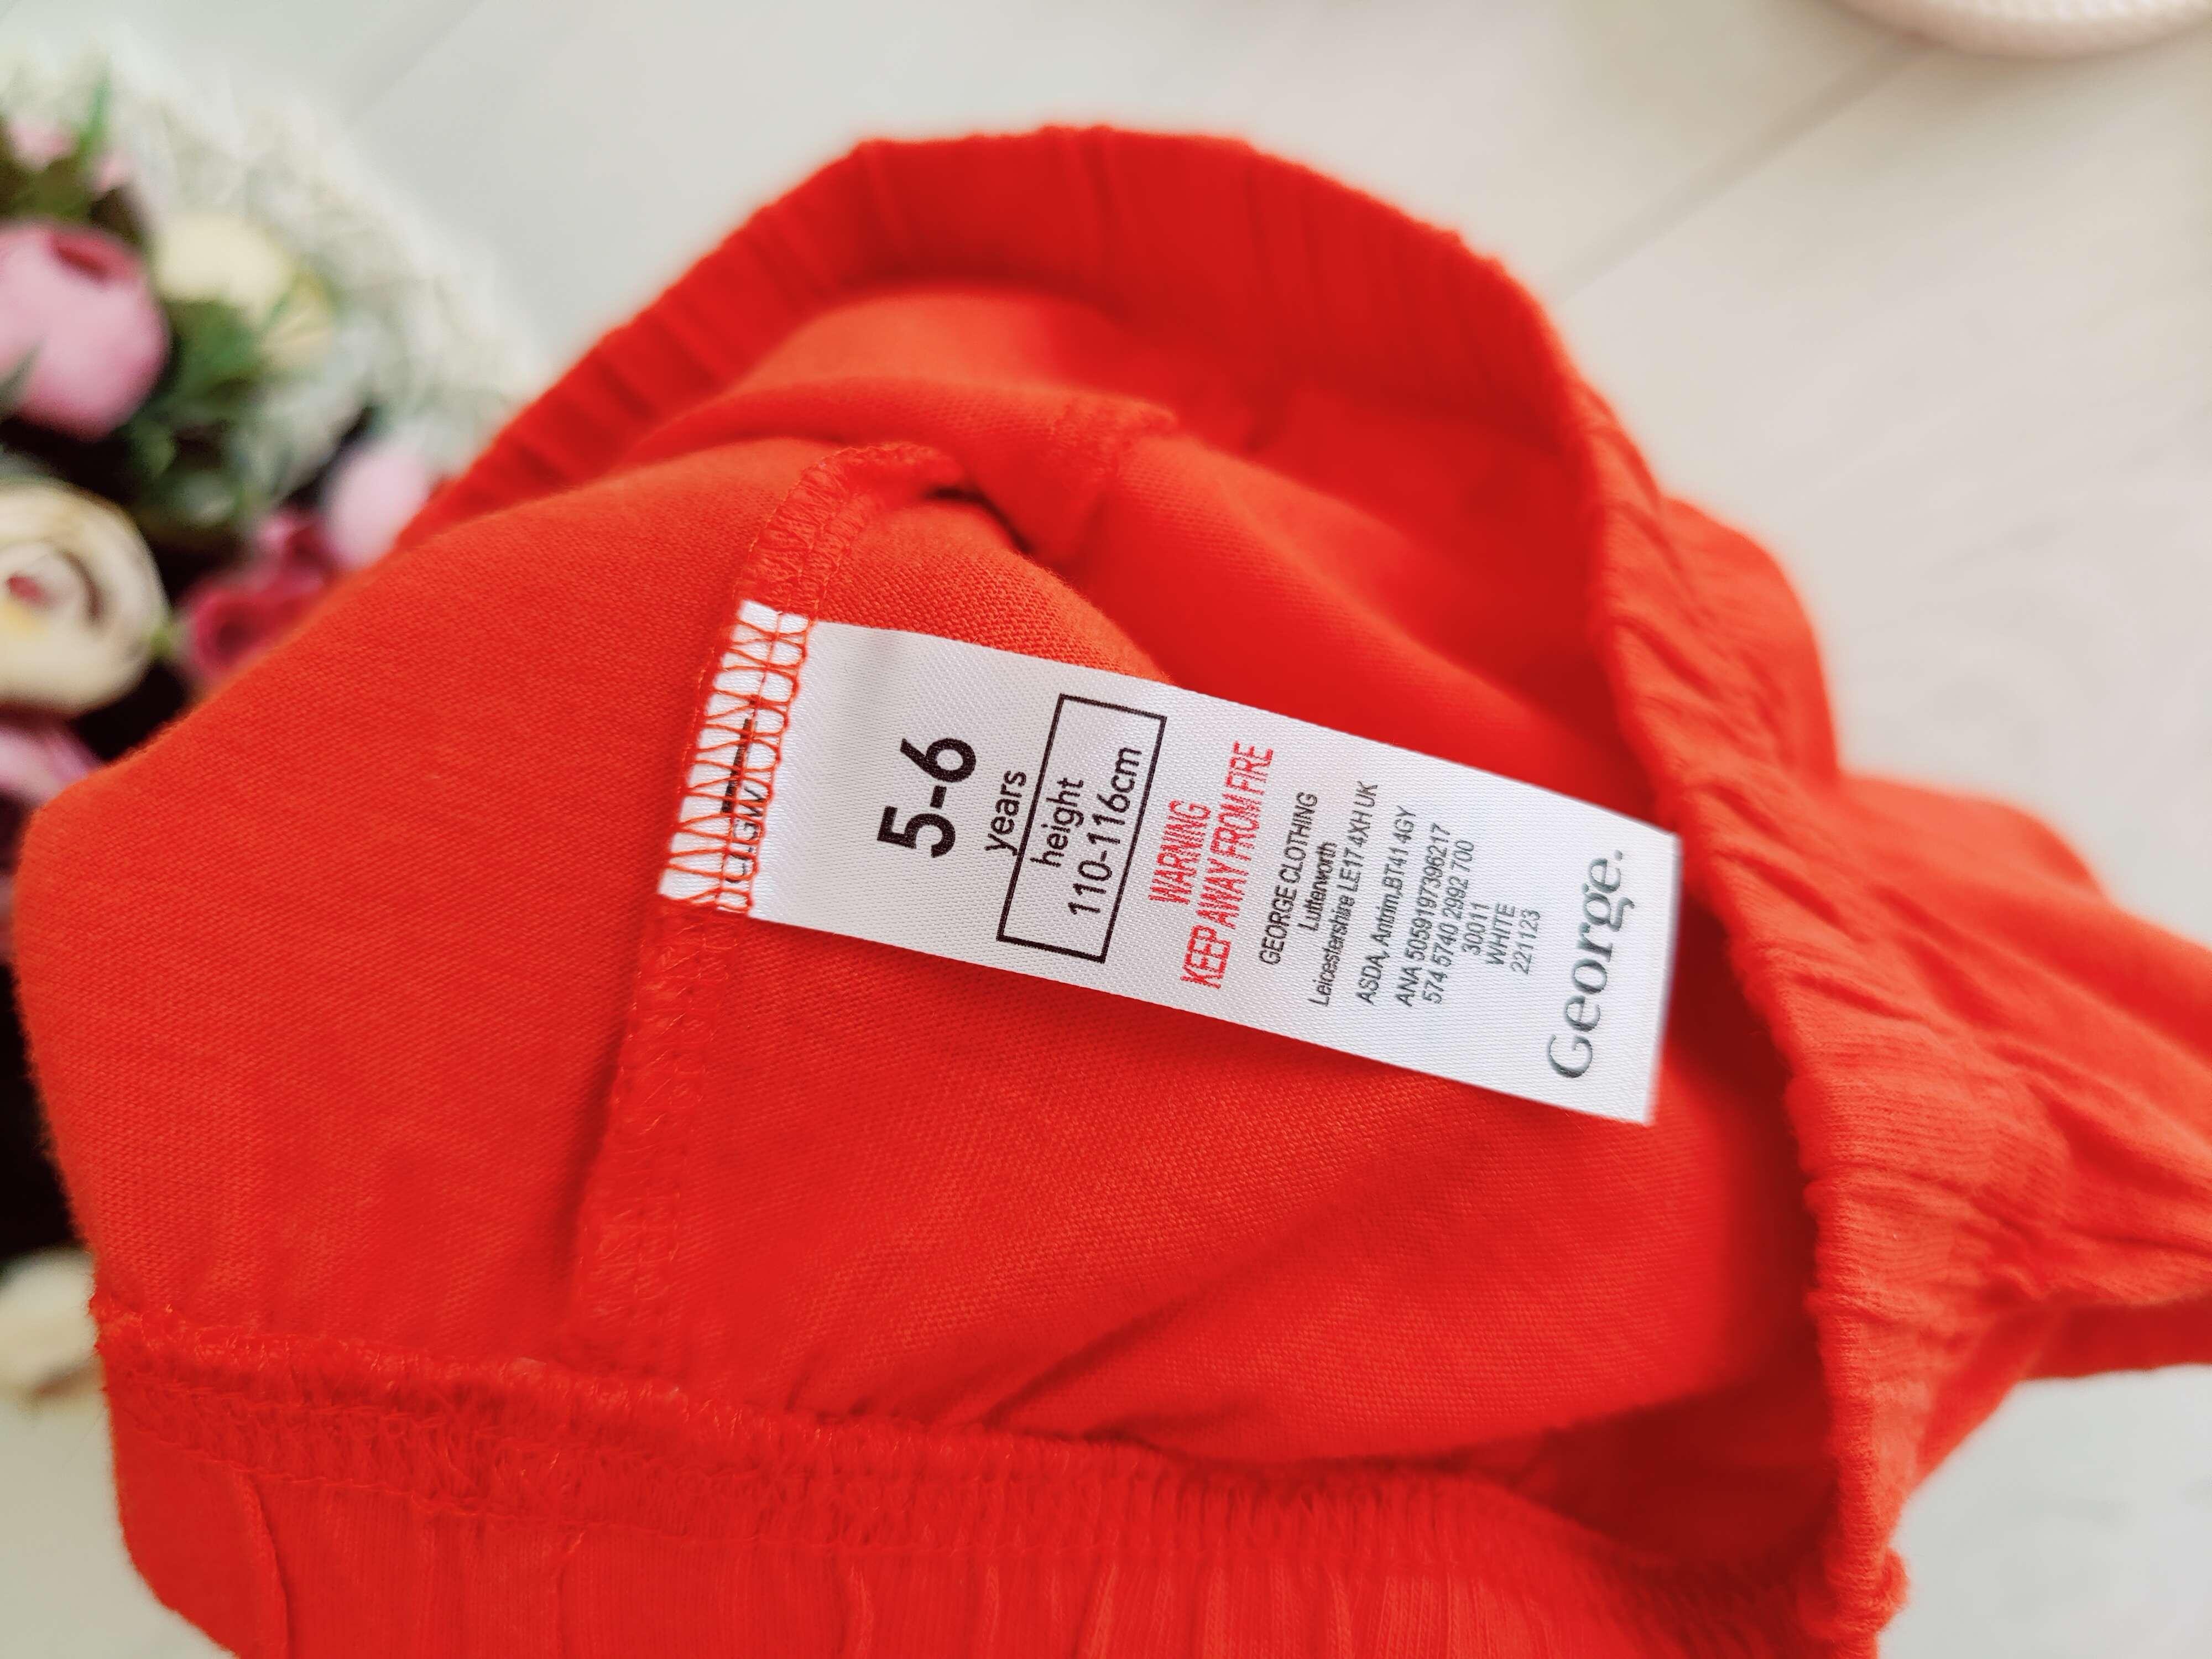 5-6
years
height
110-116cm
WARNING
KEEP AWAY FROM FIRE
GEORGE CLOTHING
Lutterworth
Leicestershire LE17 4XH UK
ASDA, Antrim,BT41 4GY
ANA 5059197396217
574 5740 2992 700
30011
WHITE
221123
George.